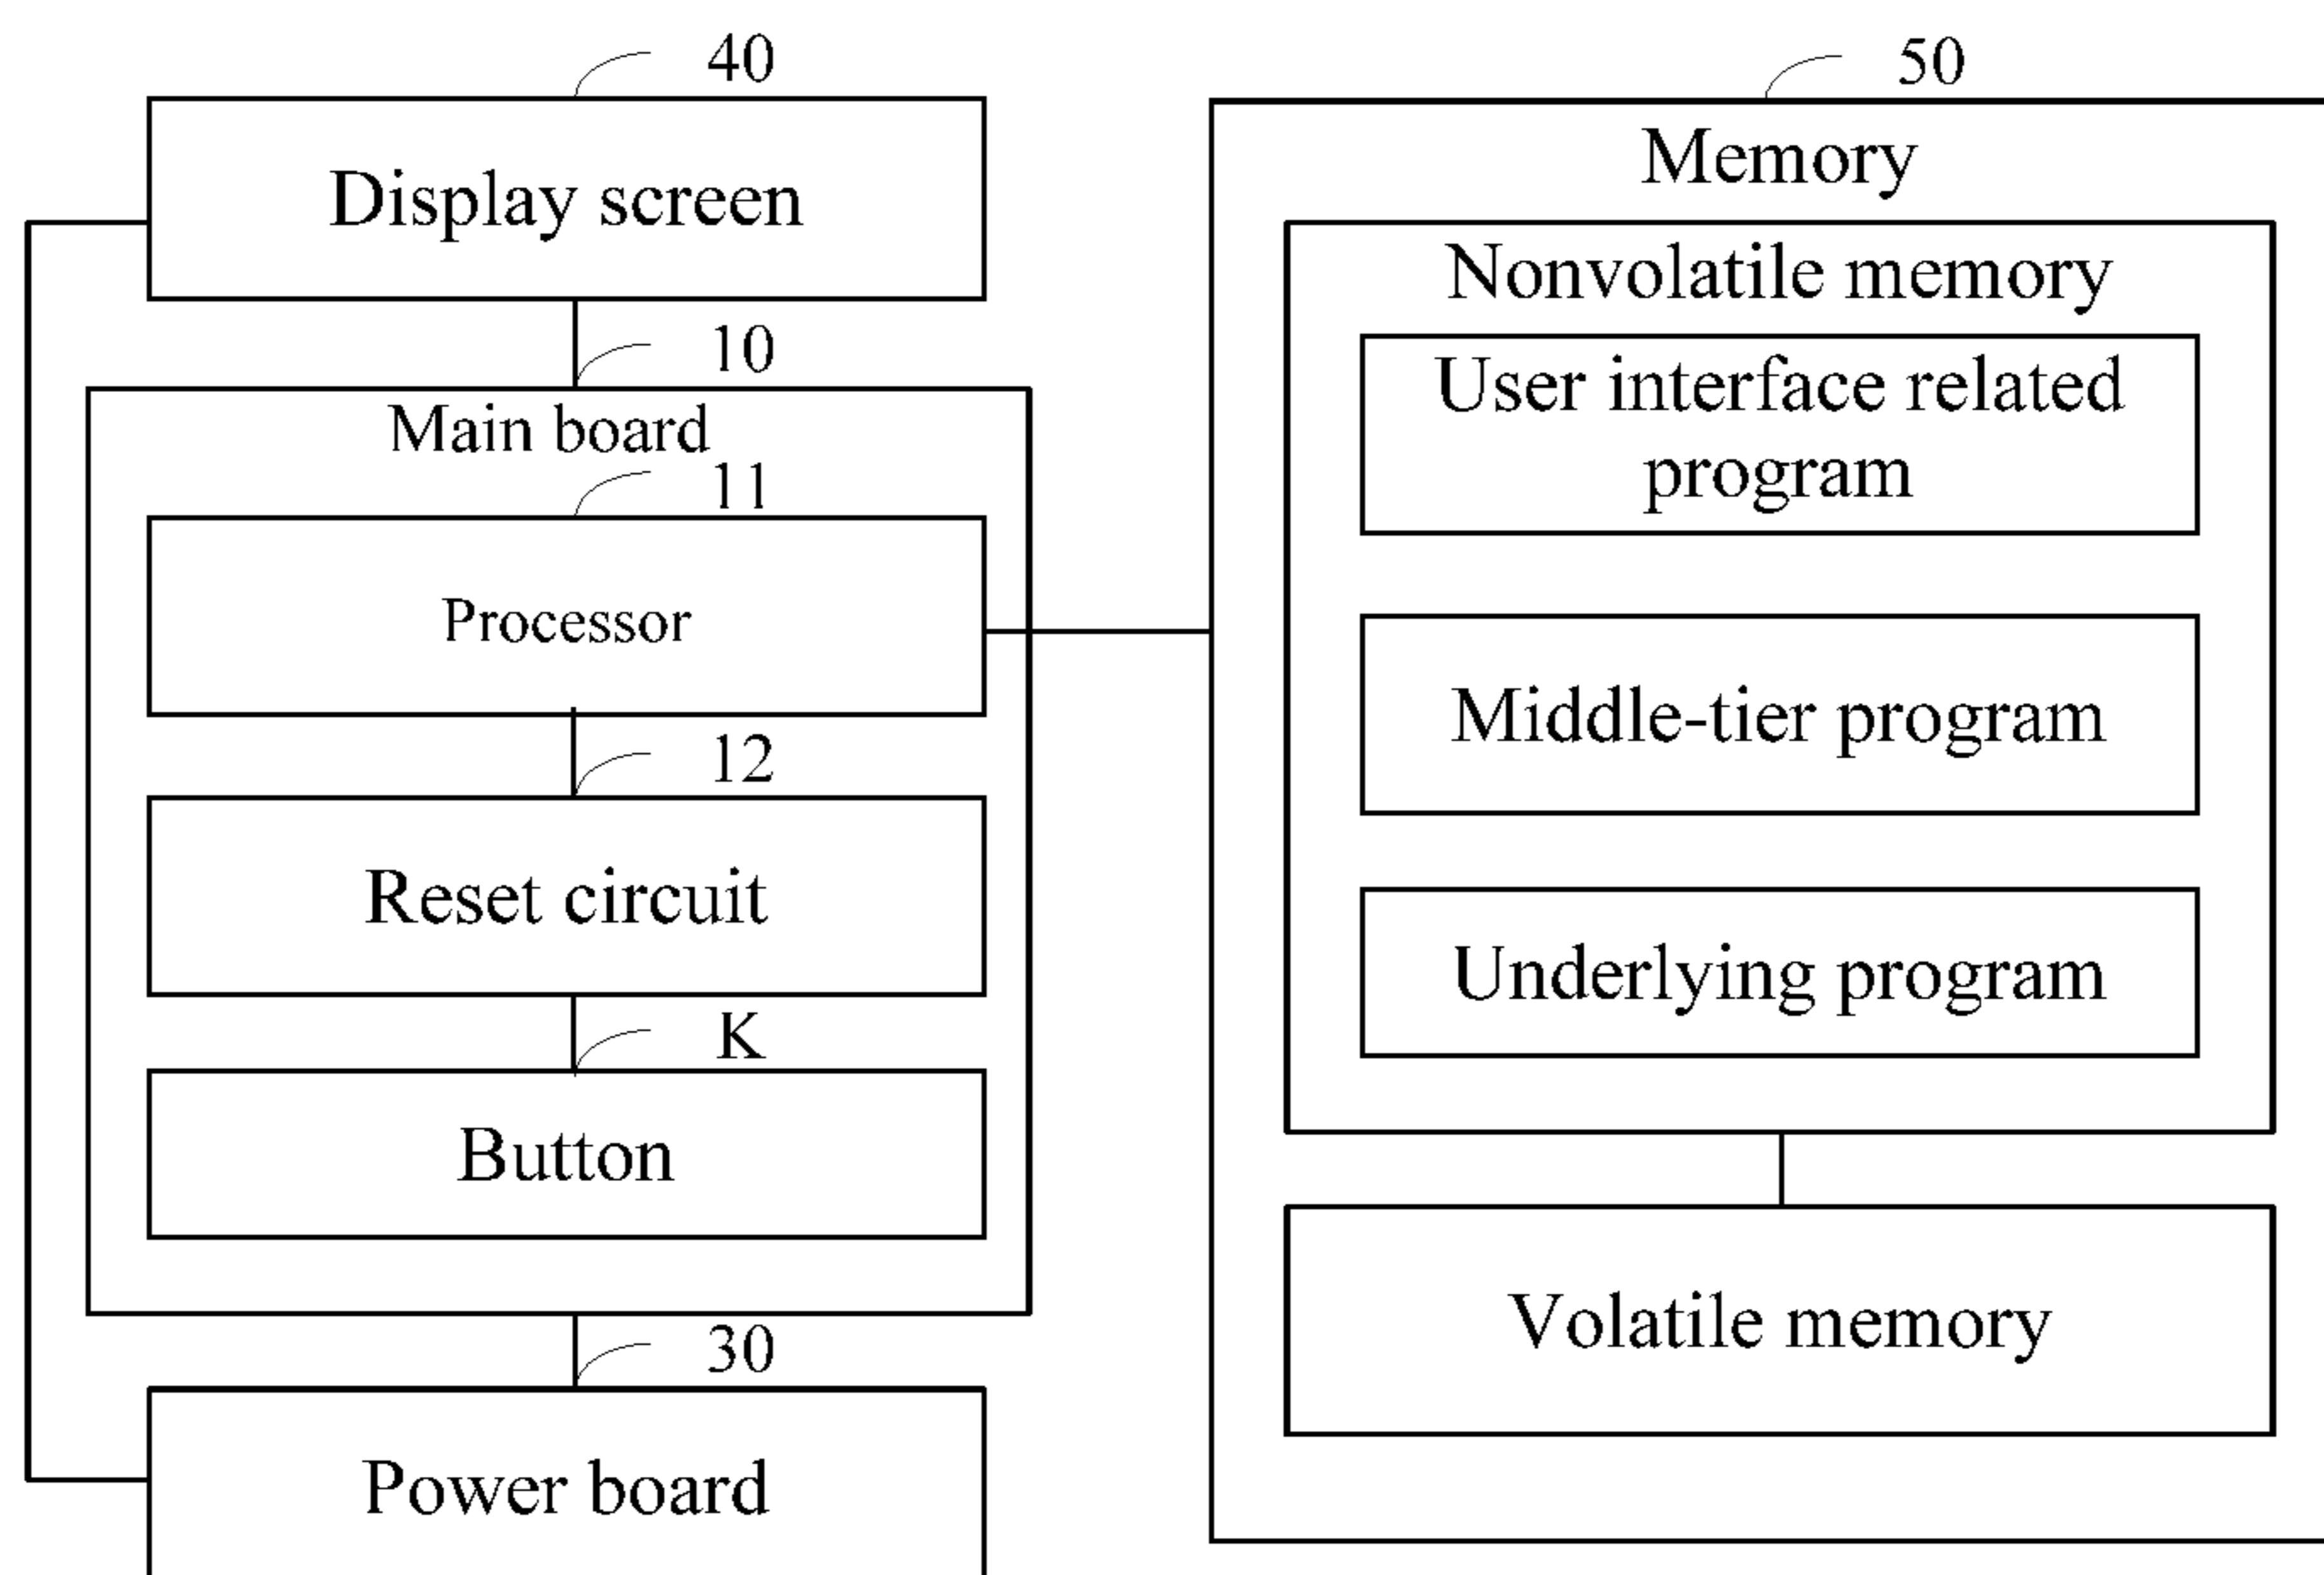 40
Display screen
10
Main board
11
Processor
12
Reset circuit
K
Button
30
Power board
50
Memory
Nonvolatile memory
User interface related
program
Middle-tier program
Underlying program
Volatile memory